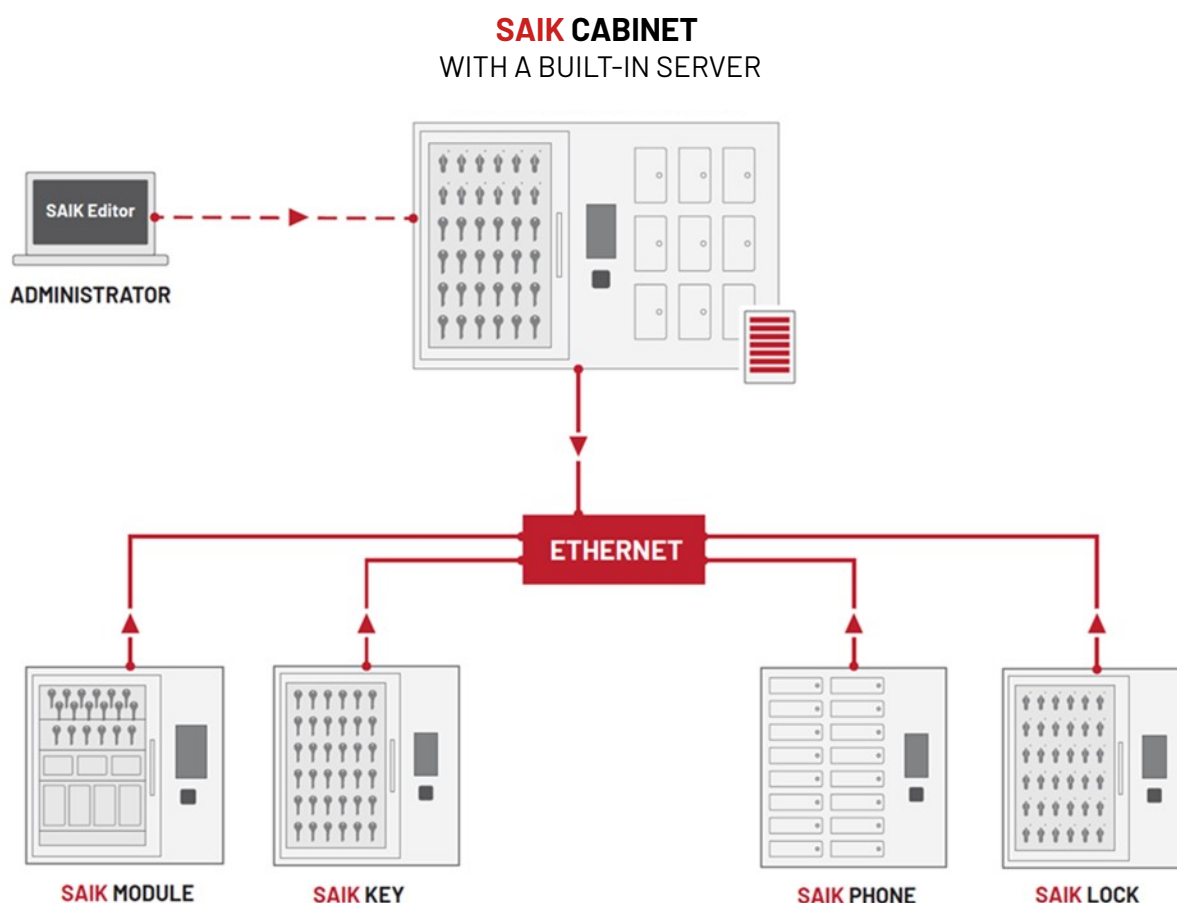 SAIK CABINET
WITH A BUILT-IN SERVER
SAIK Editor
ADMINISTRATOR
ETHERNET
SAIK MODULE
SAIK KEY
SAIK PHONE
SAIK LOCK